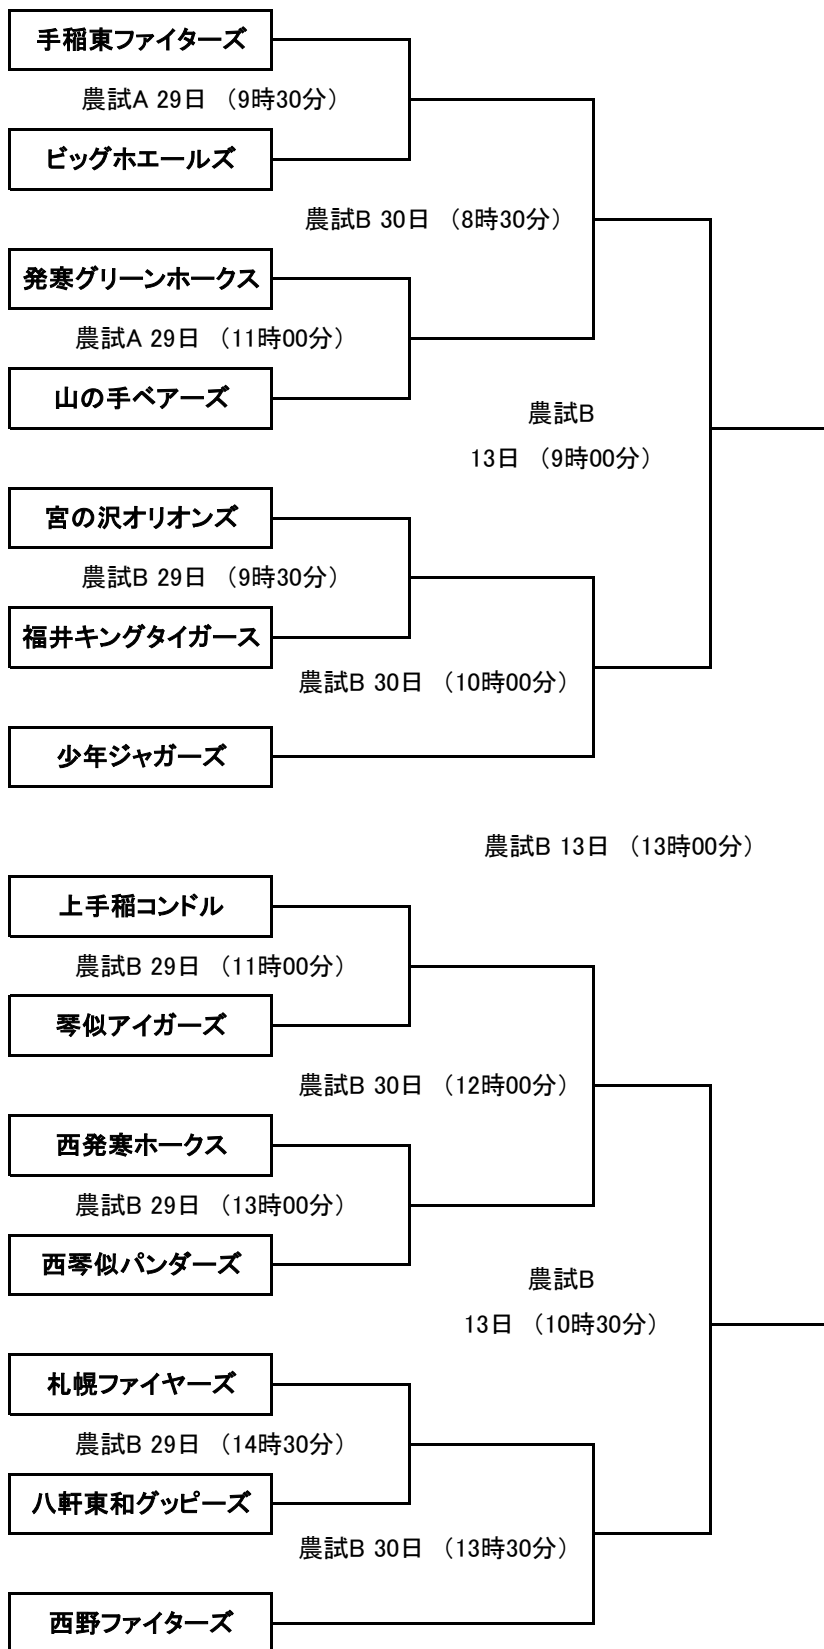 手稲東ファイターズ
農試A 29日 （9時30分）
ビッグホエールズ
農試B 30日 （8時30分）
発寒グリーンホークス
農試A 29日 （11時00分）
山の手ベアーズ
農試B
13日 （9時00分）
宮の沢オリオンズ
農試B 29日 （9時30分）
福井キングタイガース
農試B 30日 （10時00分）
少年ジャガーズ
農試B 13日 （13時00分）
上手稲コンドル
農試B 29日 （11時00分）
琴似アイガーズ
農試B 30日 （12時00分）
西発寒ホークス
農試B 29日 （13時00分）
西琴似パンダーズ
農試B
13日 （10時30分）
札幌ファイヤーズ
農試B 29日 （14時30分）
八軒東和グッピーズ
農試B 30日 （13時30分）
西野ファイターズ